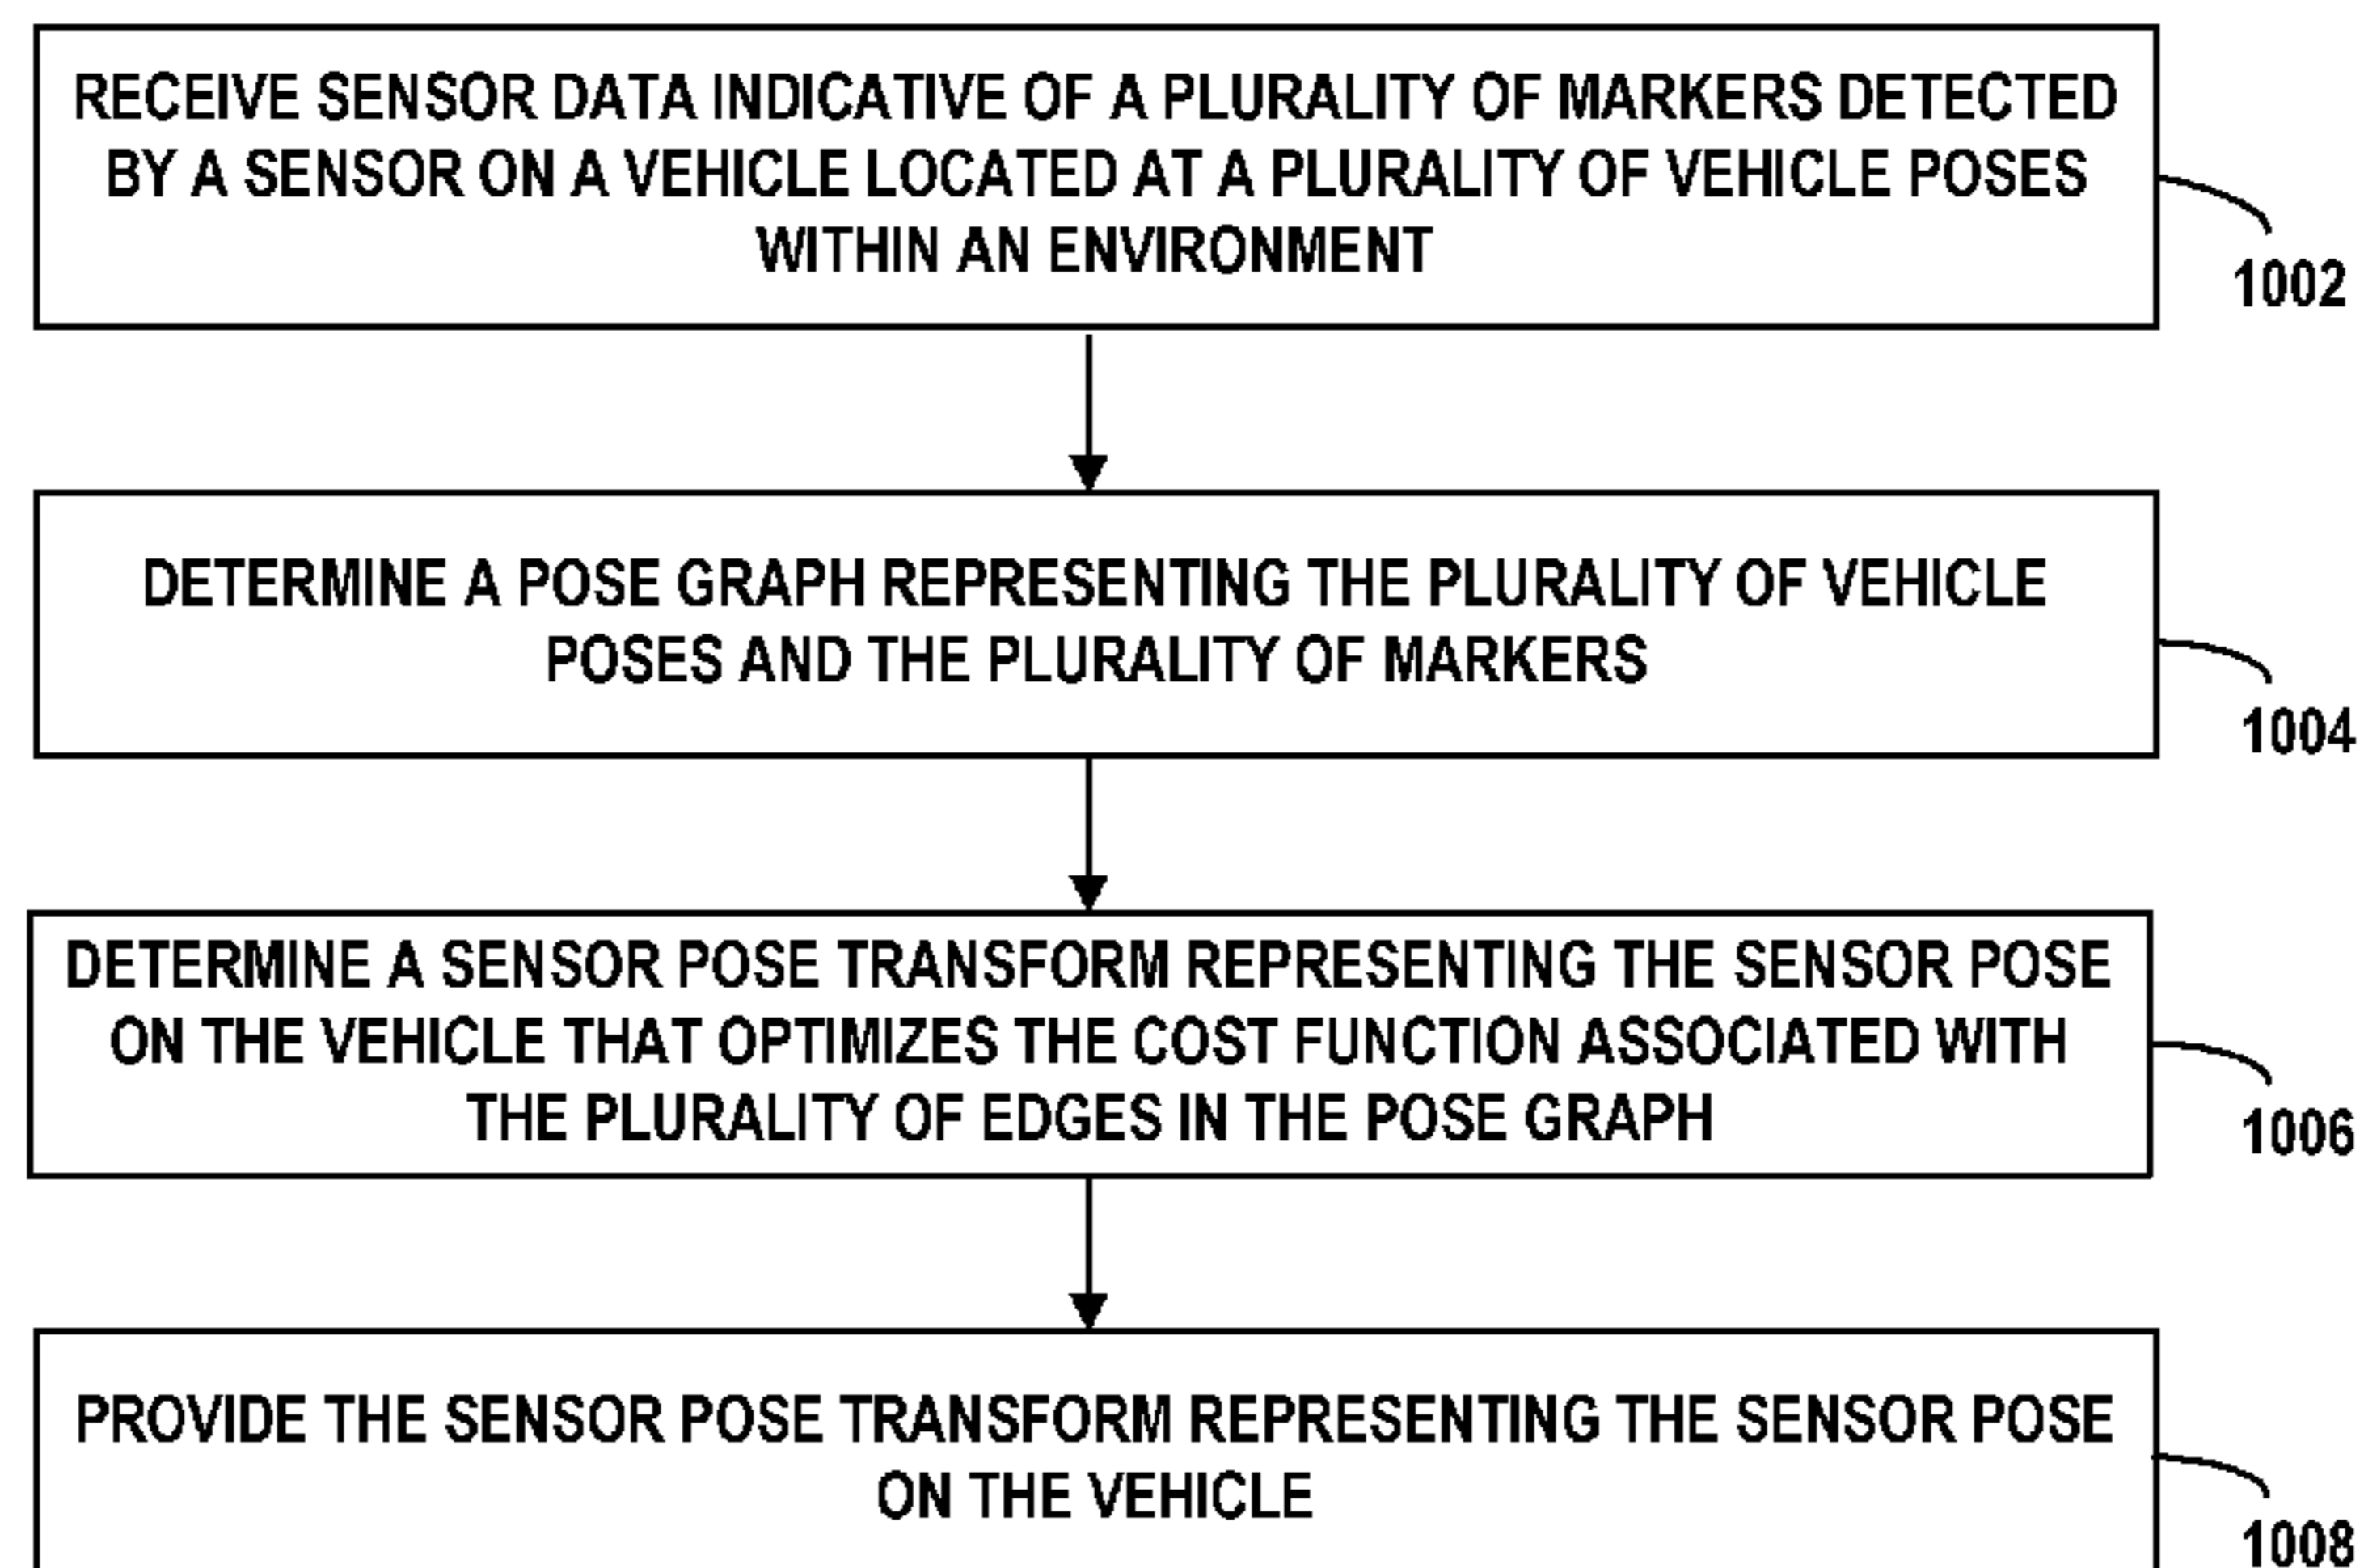 RECEIVE SENSOR DATA INDICATIVE OF A PLURALITY OF MARKERS DETECTED
BY A SENSOR ON A VEHICLE LOCATED AT A PLURALITY OF VEHICLE POSES
WITHIN AN ENVIRONMENT
1002
DETERMINE A POSE GRAPH REPRESENTING THE PLURALITY OF VEHICLE
POSES AND THE PLURALITY OF MARKERS
1004
DETERMINE A SENSOR POSE TRANSFORM REPRESENTING THE SENSOR POSE
ON THE VEHICLE THAT OPTIMIZES THE COST FUNCTION ASSOCIATED WITH
THE PLURALITY OF EDGES IN THE POSE GRAPH
1006
PROVIDE THE SENSOR POSE TRANSFORM REPRESENTING THE SENSOR POSE
ON THE VEHICLE
1008